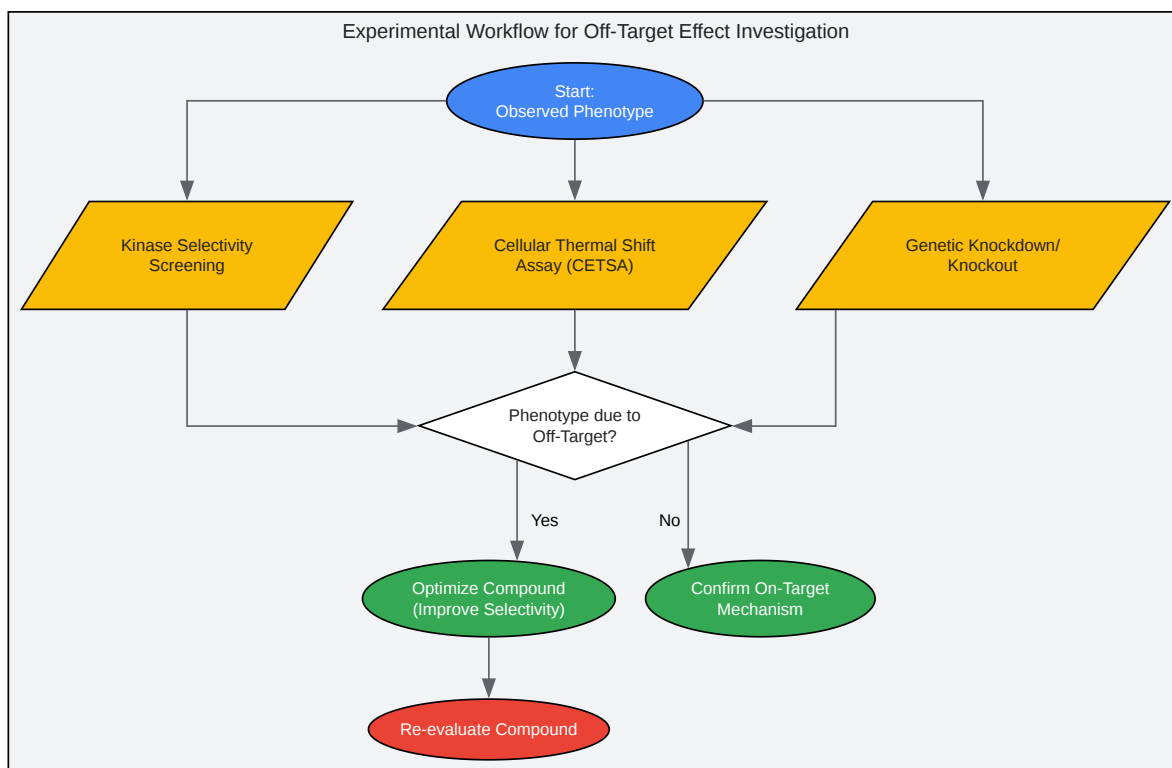 Experimental Workflow for Off-Target Effect Investigation
Start:
Observed Phenotype
Kinase Selectivity
Screening
Cellular Thermal Shift
Assay (CETSA)
Genetic Knockdown/
Knockout
Phenotype due to
Off-Target?
Yes
No
Optimize Compound
(Improve Selectivity)
Confirm On-Target
Mechanism
Re-evaluate Compound